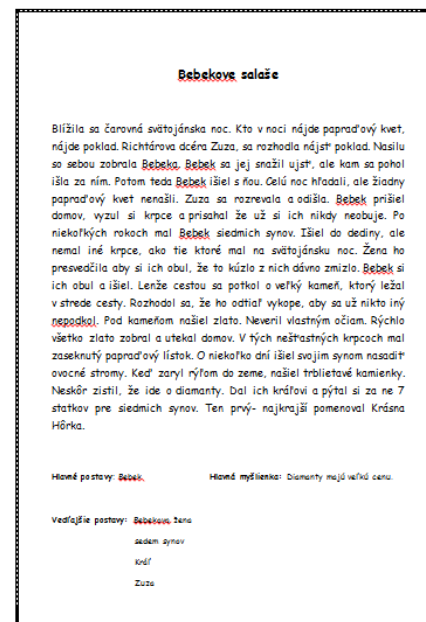 Bebekove salaše
Blížila sa čarovná svätojánska noc. Kto v noci nájde papraďový kvet,
nájde poklad. Richtárova dcéra Zuza, sa rozhodla nájsť poklad. Nasilu
so sebou zobrala Bebeka. Bebek sa jej snažil ujsť, ale kam sa pohol
išla za ním. Potom teda Bebek išiel s ňou. Celú noc hľadali, ale žiadny
papraďový kvet nenašli. Zuza sa rozrevala a odišla. Bebek prišiel
domov, vyzul si krpce a prisahal že už si ich nikdy neobuje. Po
niekoľkých rokoch mal Bebek siedmich synov. Išiel do dediny, ale
nemal iné krpce, ako tie ktoré mal na svätojánsku noc. Žena ho
presvedčila aby si ich obul, že to kúzlo z nich dávno zmizlo. Bebek si
ich obul a išiel. Lenže cestou sa potkol o veľký kameň, ktorý ležal
v strede cesty. Rozhodol sa, že ho odtiaľ vykope, aby sa už nikto iný
nepodkol. Pod kameňom našiel zlato. Neveril vlastným očiam. Rýchlo
všetko zlato zobral a utekal domov. V tých nešťastných krpcoch mal
zaseknutý papraďový lístok. O niekoľko dní išiel svojim synom nasadiť
ovocné stromy. Keď zaryl rýľom do zeme, našiel trblietavé kamienky.
Neskôr zistil, že ide o diamanty. Dal ich kráľovi a pýtal si za ne 7
statkov pre siedmich synov. Ten prvý- najkrajší pomenoval Krásna
Hôrka.
Hlavné postavy: Bebek, Hlavná myšlienka: Diamanty majú veľkú cenu.
Vedľajšie postavy: Bebekova žena
sedem synov
Kráľ
Zuza